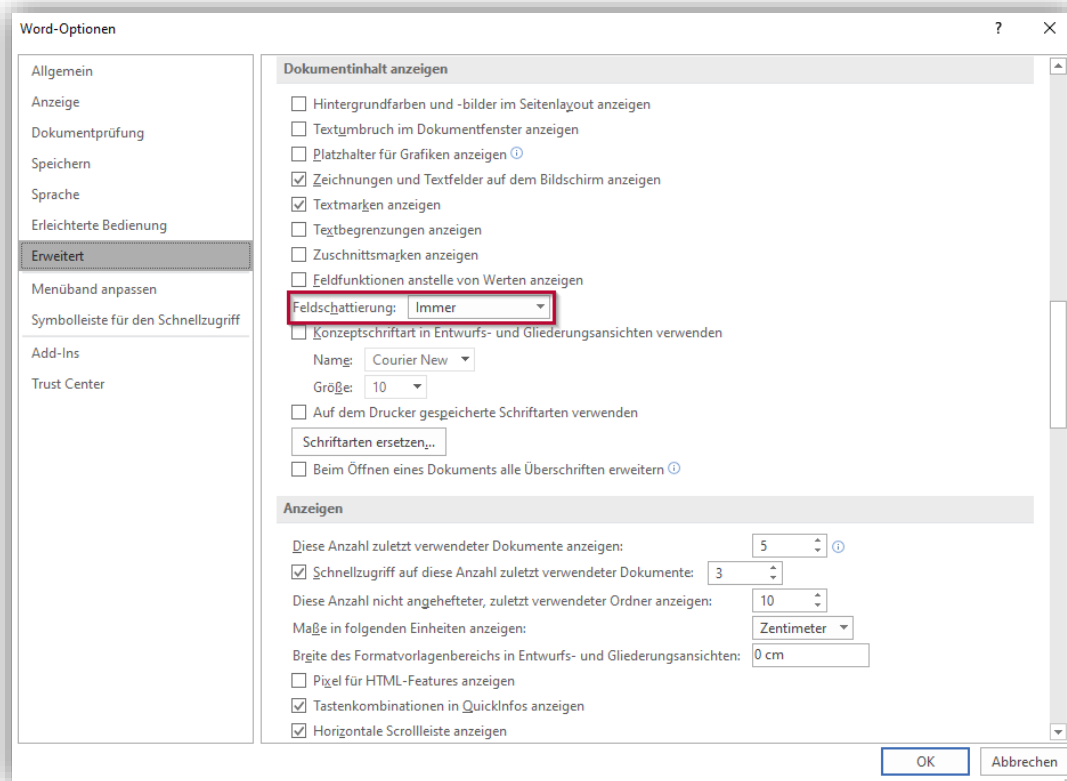 Word-Optionen
?
Allgemein
Anzeige
Dokumentprüfung
Speichern
Sprache
Erleichterte Bedienung
Erweitert
Menüband anpassen
Symbolleiste für den Schnellzugriff
Add-Ins
Trust Center
Dokumentinhalt anzeigen
Hintergrundfarben und -bilder im Seitenlayout anzeigen
Textumbruch im Dokumentfenster anzeigen
Platzhalter für Grafiken anzeigen
Zeichnungen und Textfelder auf dem Bildschirm anzeigen
Textmarken anzeigen
Textbegrenzungen anzeigen
Zuschnittsmarken anzeigen
Feldfunktionen anstelle von Werten anzeigen
Feldschattierung: Immer
Konzeptschriftart in Entwurfs- und Gliederungsansichten verwenden
Name: Courier New
Größe: 10
Auf dem Drucker gespeicherte Schriftarten verwenden
Schriftarten ersetzen...
Beim Öffnen eines Dokuments alle Überschriften erweitern
Anzeigen
Diese Anzahl zuletzt verwendeter Dokumente anzeigen: 5
Schnellzugriff auf diese Anzahl zuletzt verwendeter Dokumente: 3
Diese Anzahl nicht angehefteter, zuletzt verwendeter Ordner anzeigen: 10
Maße in folgenden Einheiten anzeigen: Zentimeter
Breite des Formatvorlagenbereichs in Entwurfs- und Gliederungsansichten: 0 cm
Pixel für HTML-Features anzeigen
Tastenkombinationen in QuickInfos anzeigen
Horizontale Scrollleiste anzeigen
OK Abbrechen